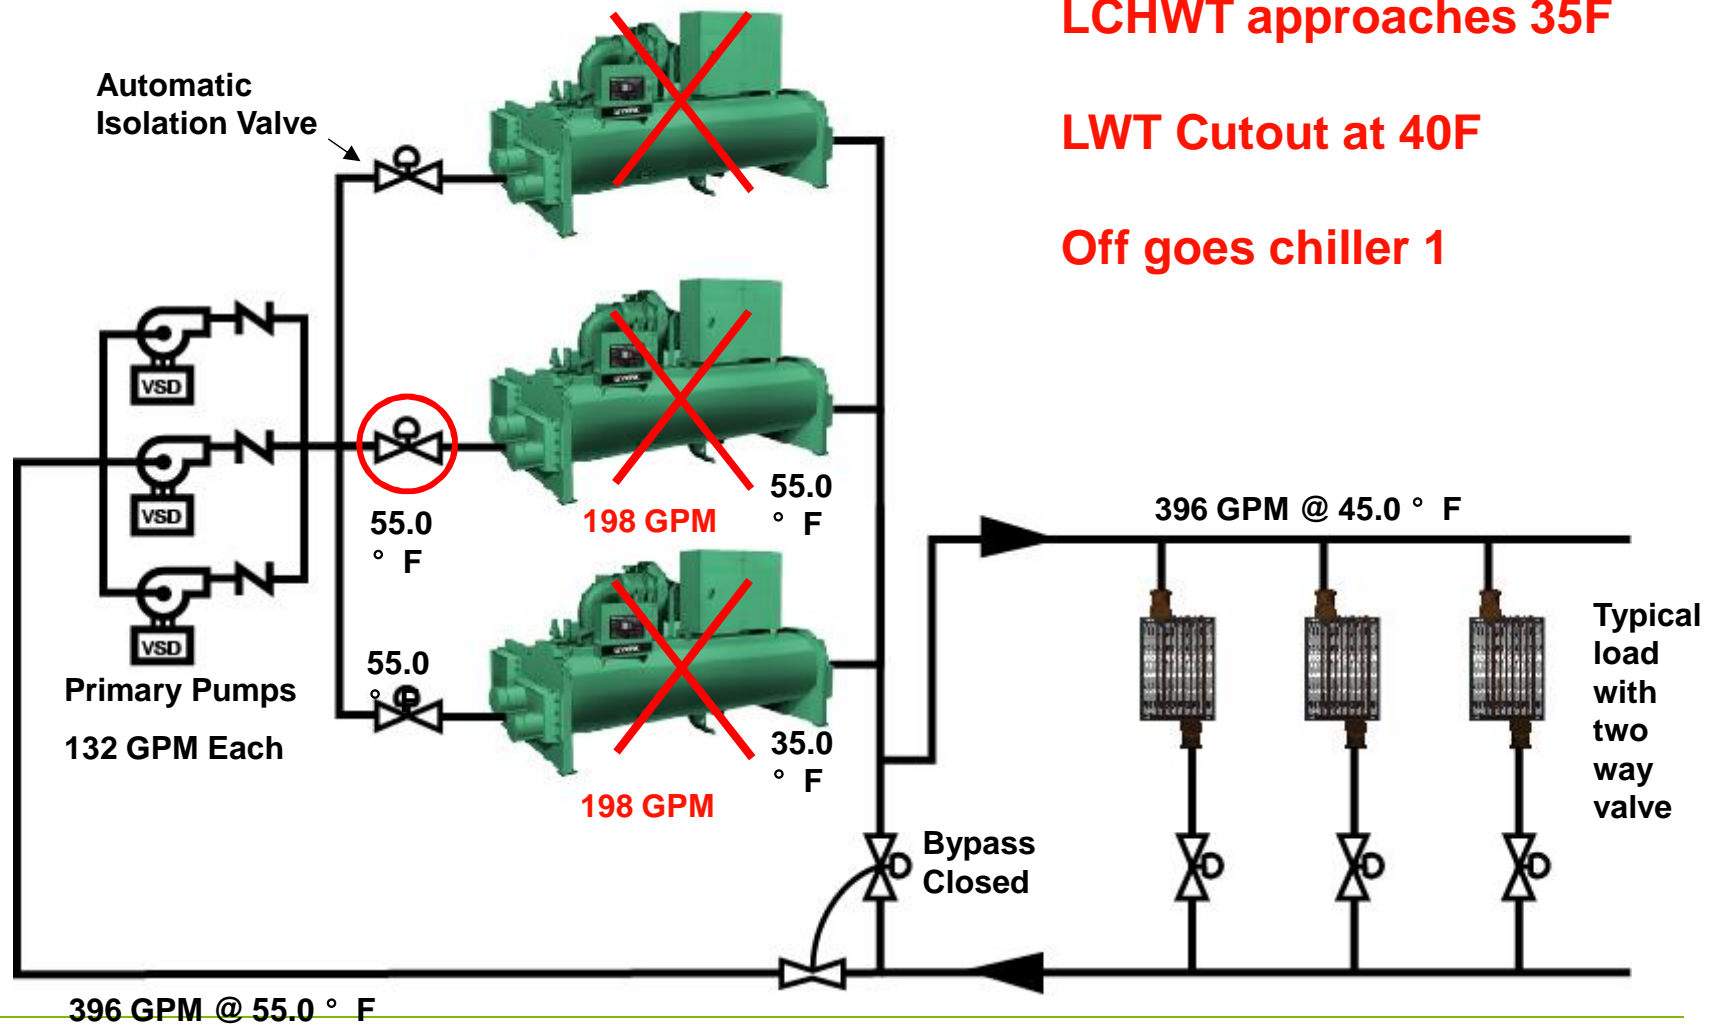 LCHWT approaches 35F
LWT Cutout at 40F
Off goes chiller 1
Automatic
Isolation Valve
VSD
VSD
VSD
Primary Pumps
132 GPM Each
55.0
° F
198 GPM
55.0
° F
55.0
° F
198 GPM
35.0
° F
396 GPM @ 45.0 ° F
Typical
load
with
two
way
valve
Bypass
Closed
396 GPM @ 55.0 ° F